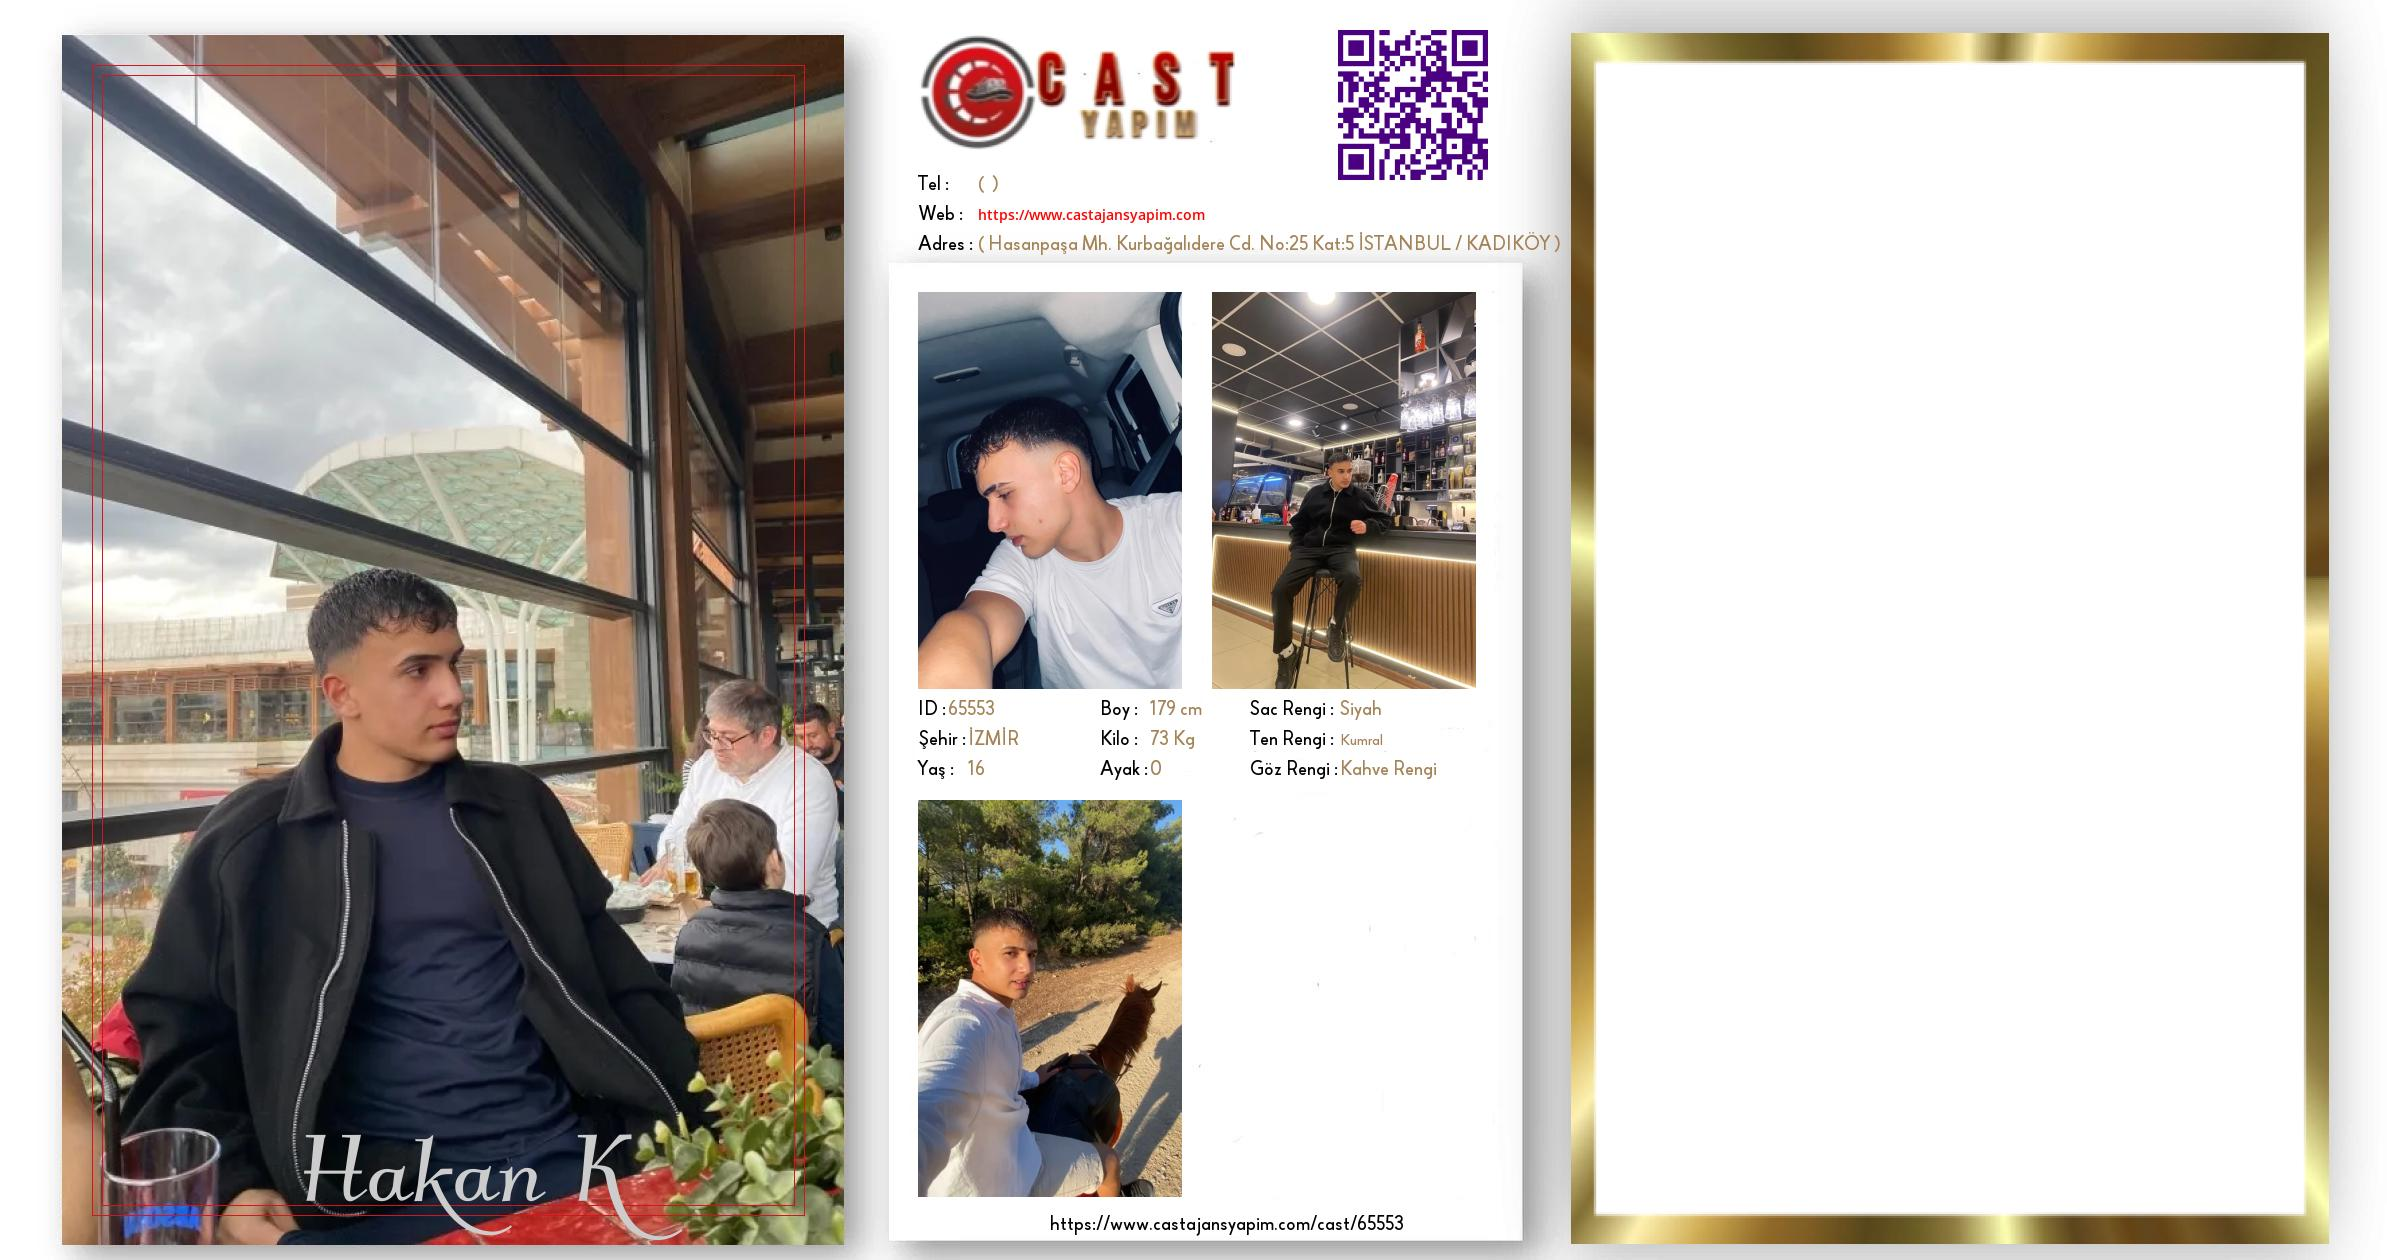 Hakan K
CAST
YAPIM
Tel : ( )
Web : https://www.castajansyapim.com
Adres : ( Hasanpaşa Mh. Kurbağalıdere Cd. No:25 Kat:5 İSTANBUL / KADIKÖY )
ID : 65553 Boy : 179 cm Sac Rengi : Siyah
Şehir : İZMİR Kilo : 73 Kg Ten Rengi : Kumral
Yaş : 16 Ayak : 0 Göz Rengi : Kahve Rengi
https://www.castajansyapim.com/cast/65553